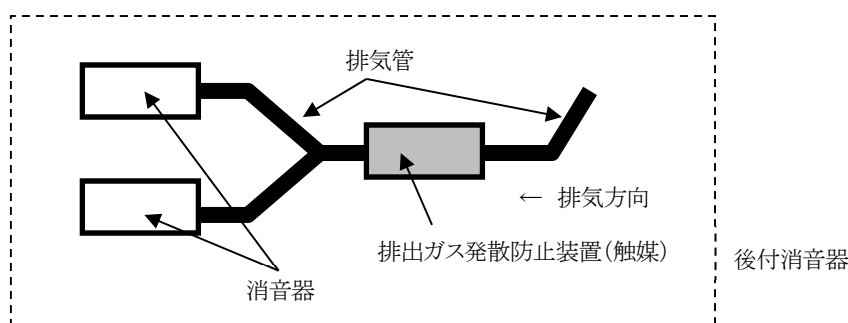 排気管
← 排気方向
排出ガス発散防止装置(触媒)
後付消音器
消音器